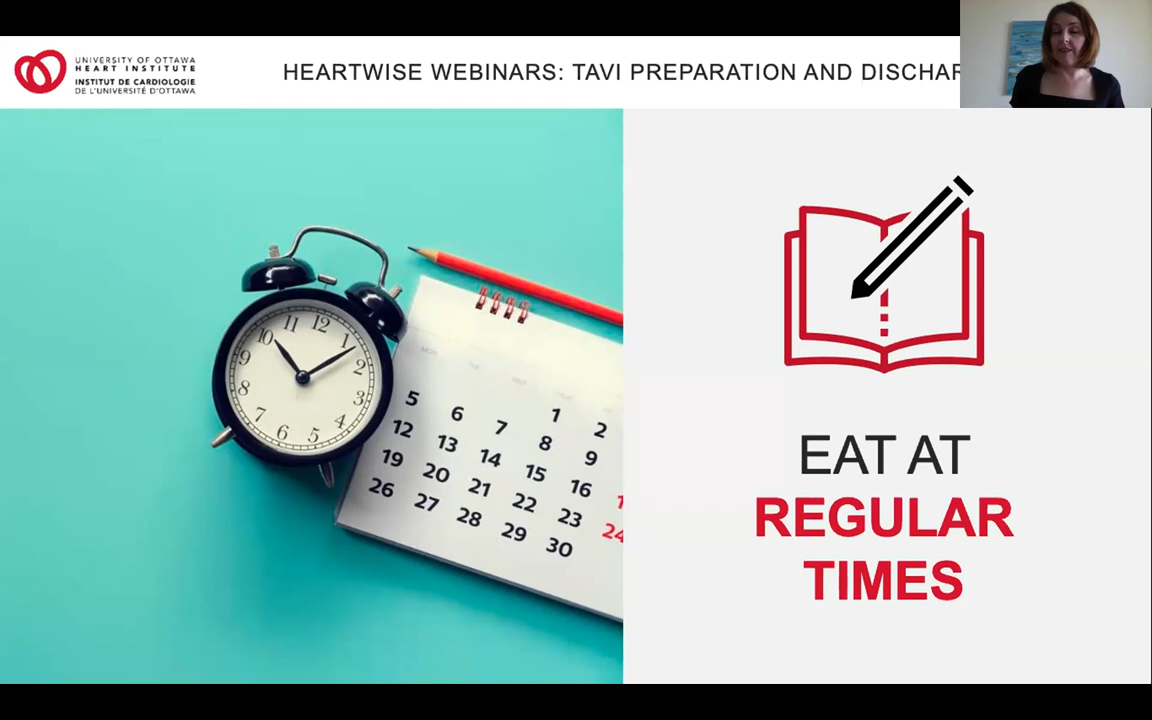 UNIVERSITY OF OTTAWA
HEART INSTITUTE
INSTITUT DE CARDIOLOGIE
DE L'UNIVERSITÉ D'OTTAWA
HEARTWISE WEBINARS: TAVI PREPARATION AND DISCHAR
11 12 1
10 2
9 3
8 4
7 6 5
MON
5 6 7 1 2
12 13 14 8 9
19 20 21 15 16
26 27 28 22 23
29 30 24
EAT AT
REGULAR
TIMES